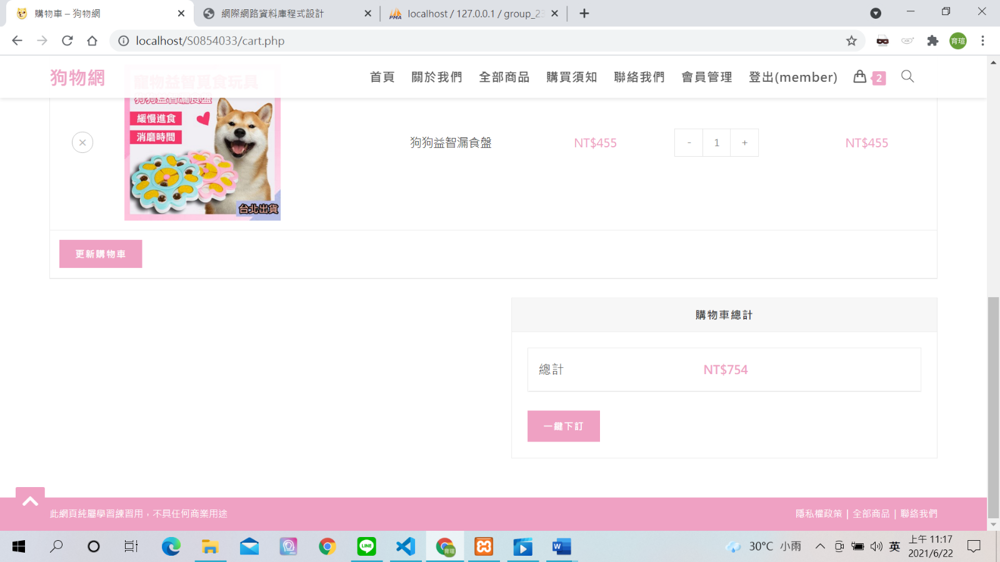 購物車 – 狗物網
網際網路資料庫程式設計
localhost / 127.0.0.1 / group_23
localhost/S0854033/cart.php
育瑄
狗物網
首頁 關於我們 全部商品 購買須知 聯絡我們 會員管理 登出(member) 2
寵物益智覓食玩具
狗狗益智漏食盤
緩慢進食
消磨時間
台北出貨
狗狗益智漏食盤 NT$455 - 1 + NT$455
更新購物車
購物車總計
總計 NT$754
一鍵下訂
此網頁純屬學習練習用，不具任何商業用途
隱私權政策 | 全部商品 | 聯絡我們
30°C 小雨
英
上午 11:17
2021/6/22